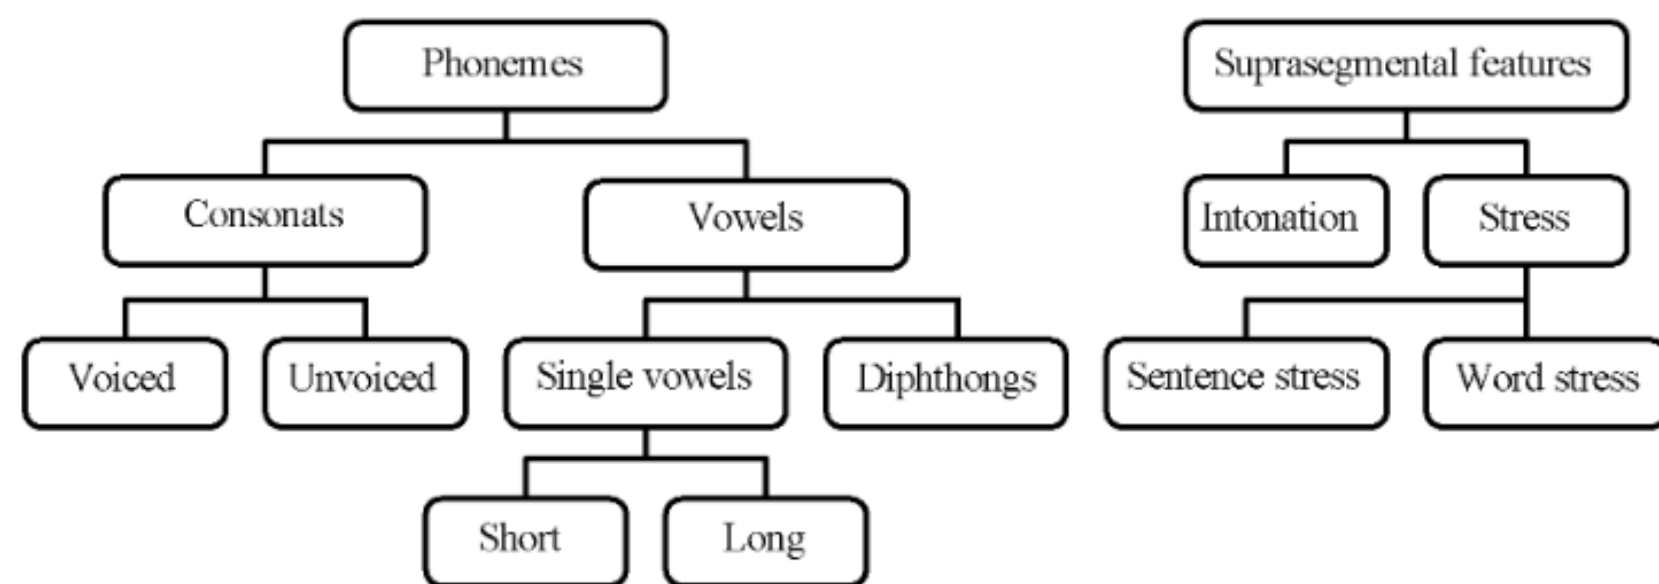 Phonemes
Suprasegmental features
Consonats
Vowels
Intonation
Stress
Voiced
Unvoiced
Single vowels
Diphthongs
Sentence stress
Word stress
Short
Long